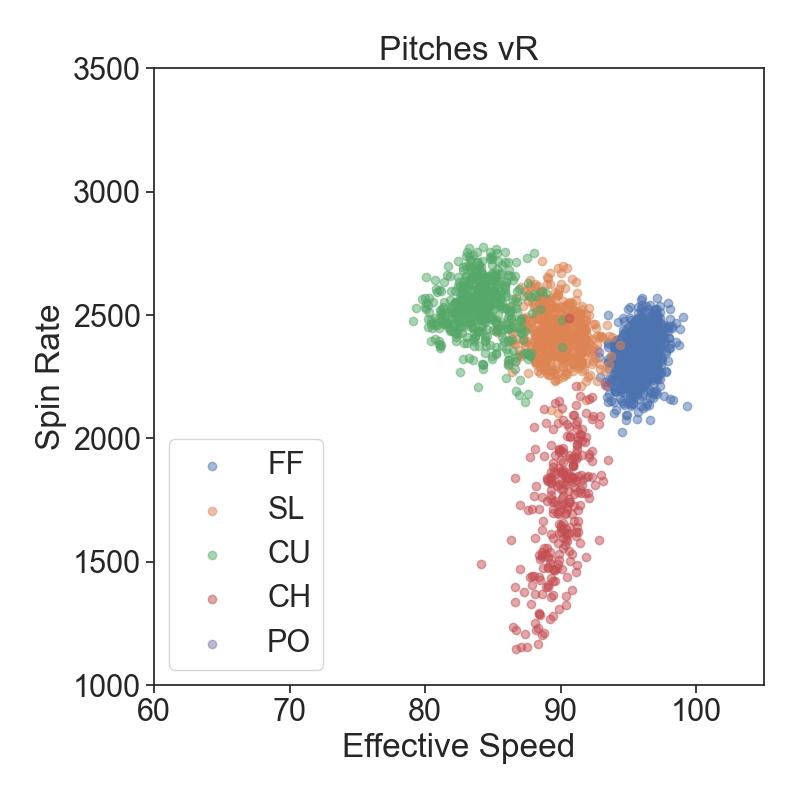 Pitches vR
3500
3000
2500
2000
1500
1000
Spin Rate
FF
SL
CU
CH
PO
60 70 80 90 100
Effective Speed